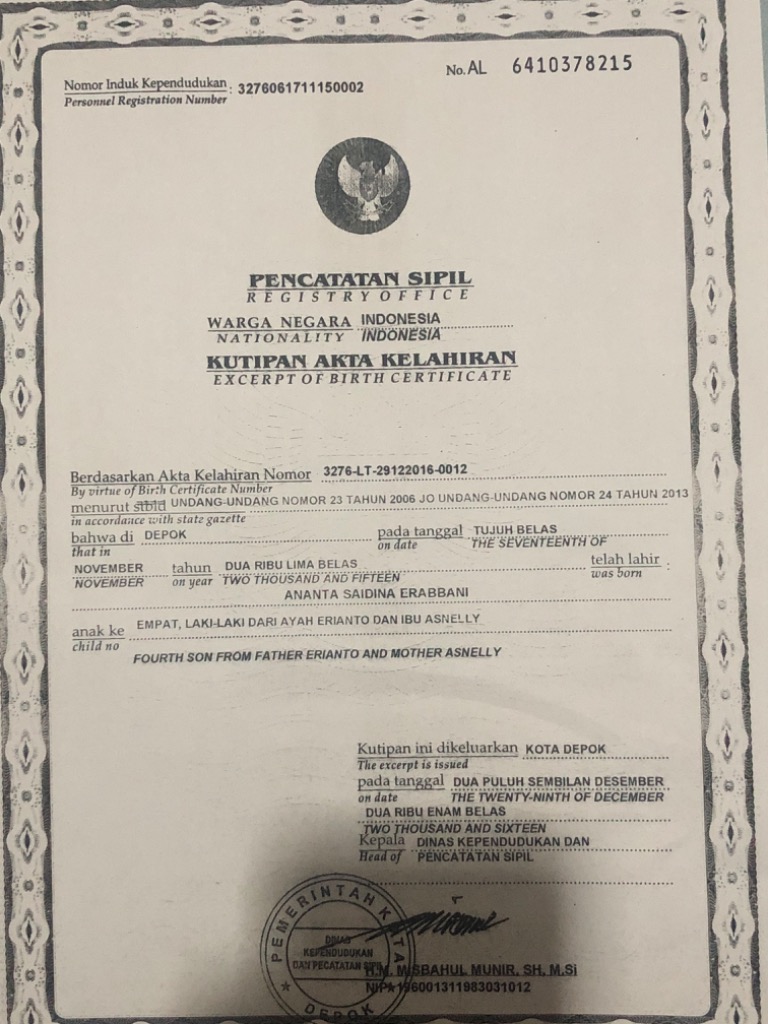 No. AL 6410378215
Nomor Induk Kependudukan : 3276061711150002
Personnel Registration Number
PENCATATAN SIPIL
REGISTRY OFFICE
WARGA NEGARA INDONESIA
NATIONALITY INDONESIA
KUTIPAN AKTA KELAHIRAN
EXCERPT OF BIRTH CERTIFICATE
Berdasarkan Akta Kelahiran Nomor 3276-LT-29122016-0012
By virtue of Birth Certificate Number
menurut stbld UNDANG-UNDANG NOMOR 23 TAHUN 2006 JO UNDANG-UNDANG NOMOR 24 TAHUN 2013
in accordance with state gazette
bahwa di DEPOK pada tanggal TUJUH BELAS
that in on date THE SEVENTEENTH OF
NOVEMBER tahun DUA RIBU LIMA BELAS telah lahir :
NOVEMBER on year TWO THOUSAND AND FIFTEEN was born
ANANTA SAIDINA ERABBANI
anak ke EMPAT, LAKI-LAKI DARI AYAH ERIANTO DAN IBU ASNELLY
child no
FOURTH SON FROM FATHER ERIANTO AND MOTHER ASNELLY
Kutipan ini dikeluarkan KOTA DEPOK
The excerpt is issued
pada tanggal DUA PULUH SEMBILAN DESEMBER
on date THE TWENTY-NINTH OF DECEMBER
DUA RIBU ENAM BELAS
TWO THOUSAND AND SIXTEEN
Kepala DINAS KEPENDUDUKAN DAN
Head of PENCATATAN SIPIL
PEMERINTAH KOTA
DINAS
KEPENDUDUKAN
DAN PECATATAN SIPIL
DEPOK
H.M. MISBAHUL MUNIR, SH, M.Si
NIP 196001311983031012